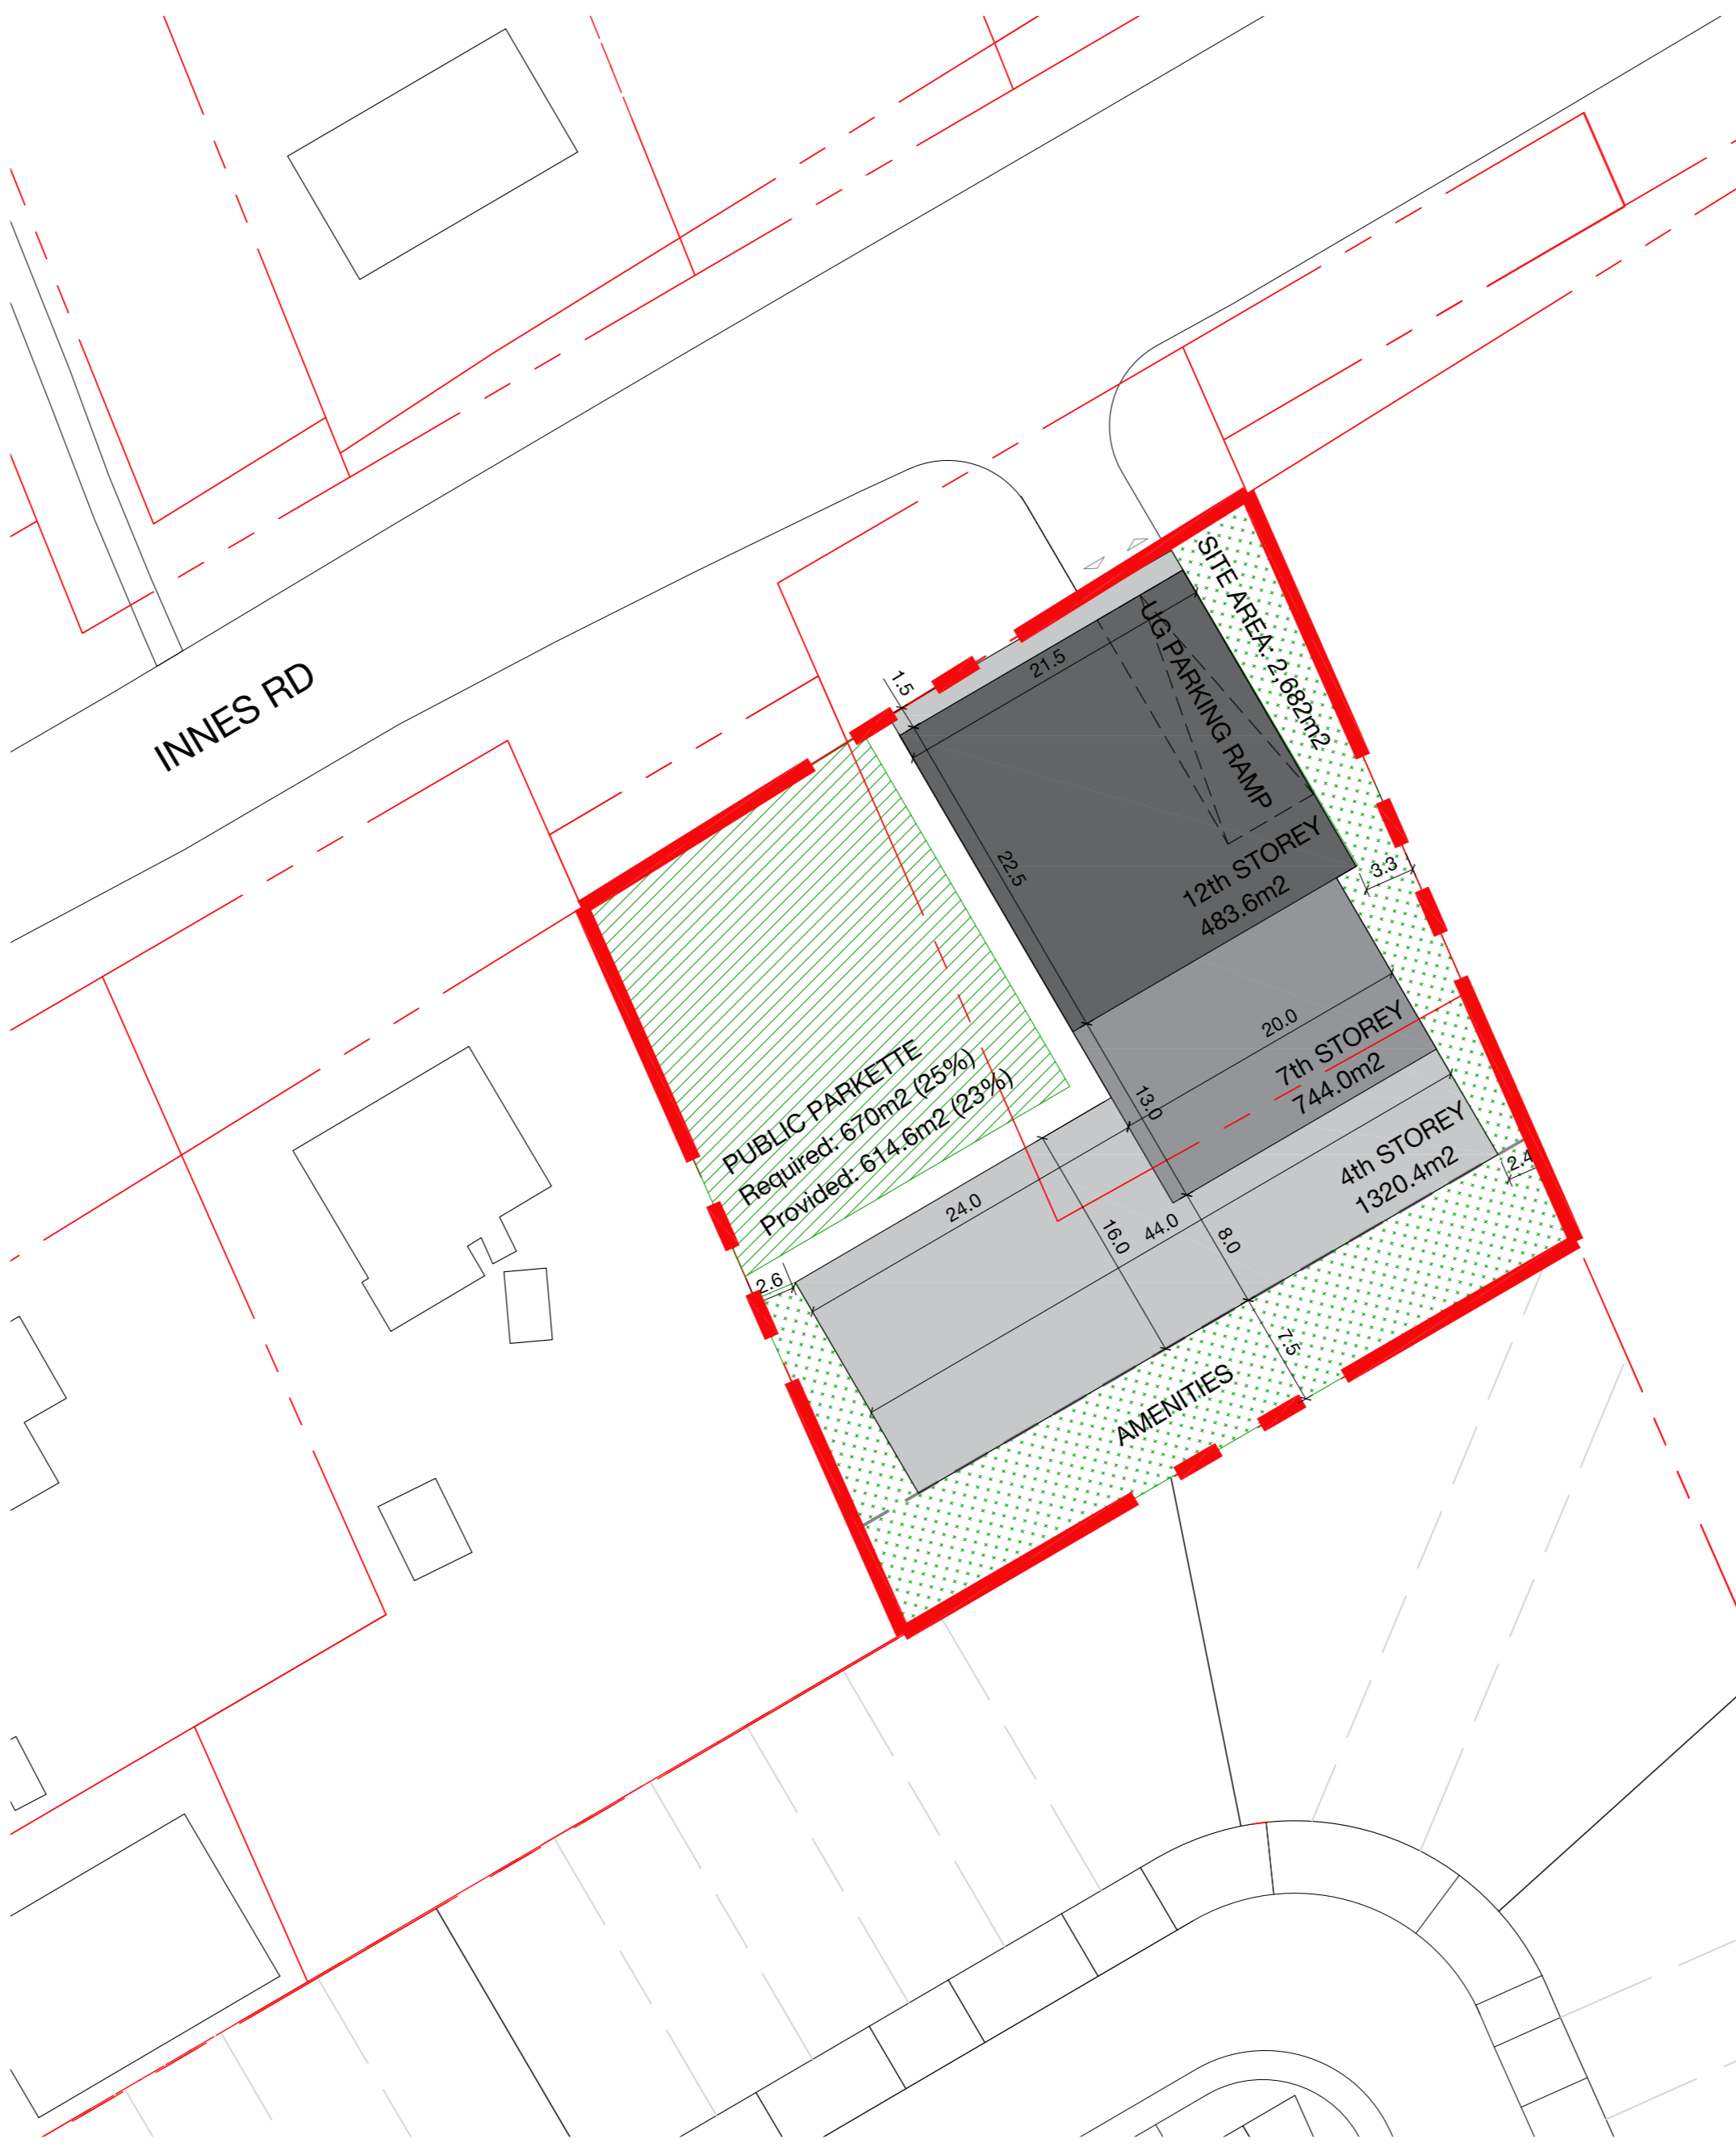 INNES RD
SITE AREA: 2,682m2
UG PARKING RAMP
1.5
21.5
22.5
12th STOREY
483.6m2
3.3
20.0
7th STOREY
744.0m2
13.0
PUBLIC PARKETTE
Required: 670m2 (25%)
Provided: 614.6m2 (23%)
4th STOREY
1320.4m2
2.4
24.0
16.0
44.0
8.0
2.6
7.5
AMENITIES